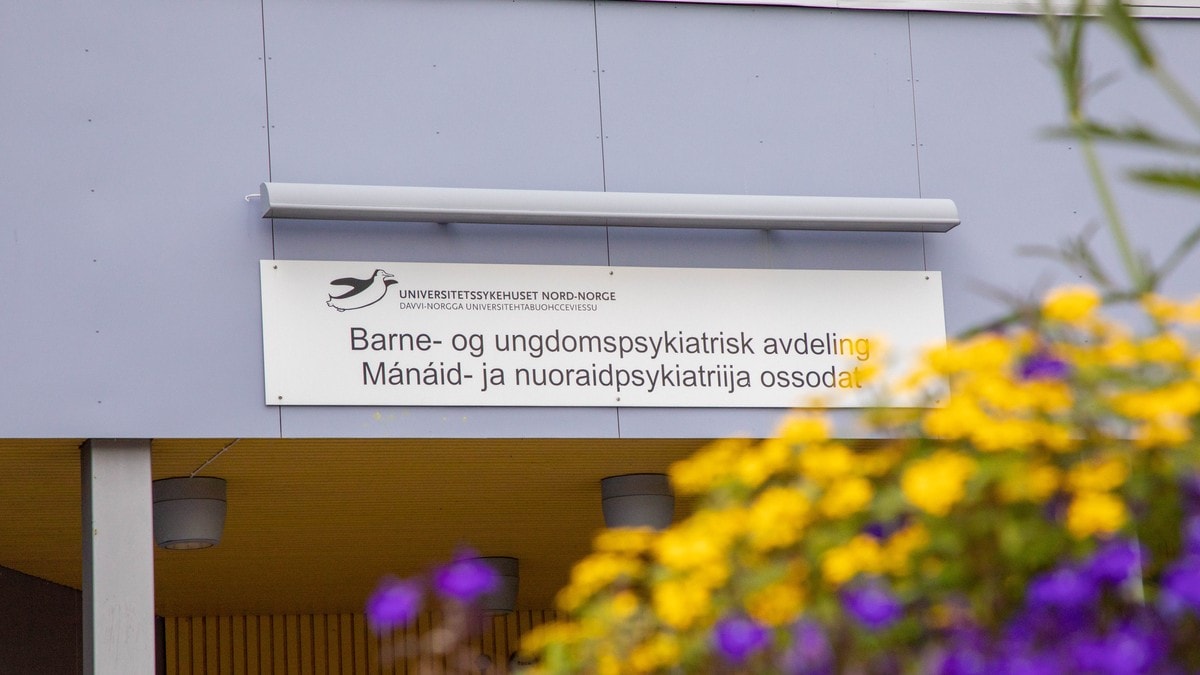 UNIVERSITETSSYKEHUSET NORD-NORGE
DAVVI-NORGGA UNIVERSITEHTABUOHCCEVIESSU
Barne- og ungdomspsykiatrisk avdeling
Mánáid- ja nuoraidpsykiatriija ossodat